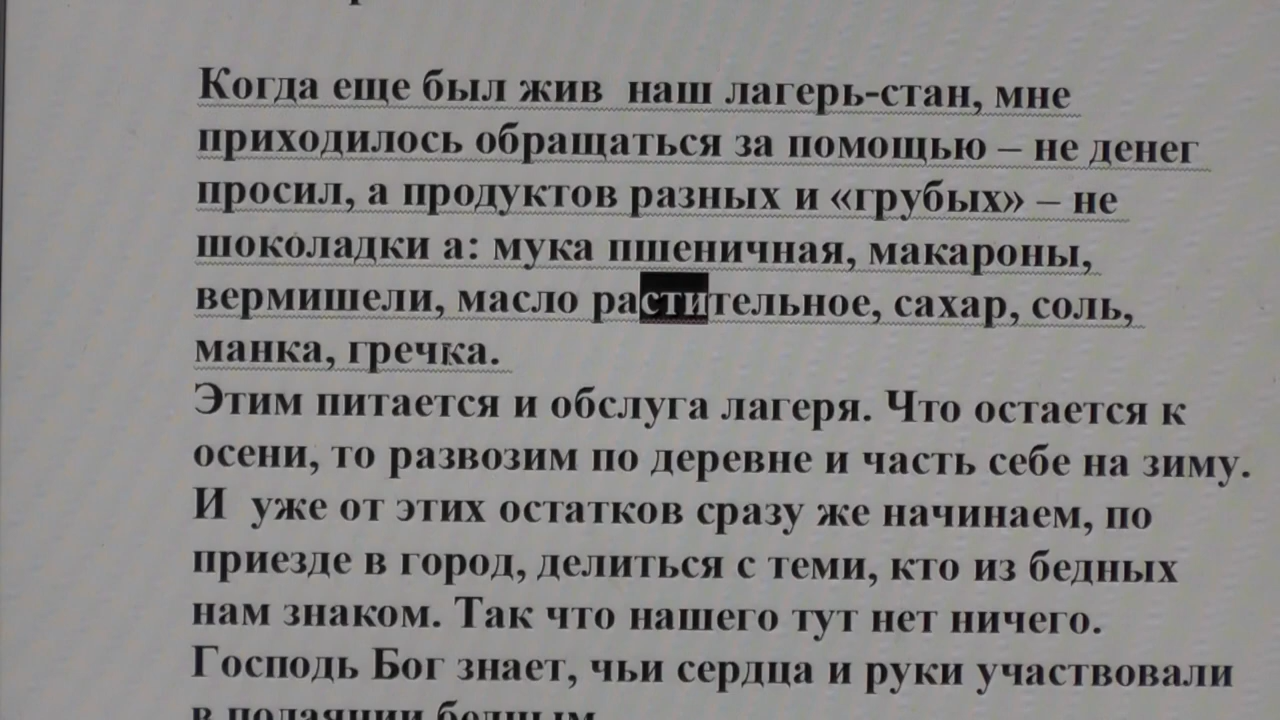 Когда еще был жив  наш лагерь-стан, мне
приходилось обращаться за помощью – не денег
просил, а продуктов разных и «грубых» – не
шоколадки а: мука пшеничная, макароны,
вермишели, масло растительное, сахар, соль,
манка, гречка.
Этим питается и обслуга лагеря. Что остается к
осени, то развозим по деревне и часть себе на зиму.
И  уже от этих остатков сразу же начинаем, по
приезде в город, делиться с теми, кто из бедных
нам знаком. Так что нашего тут нет ничего.
Господь Бог знает, чьи сердца и руки участвовали
в подаянии бедным